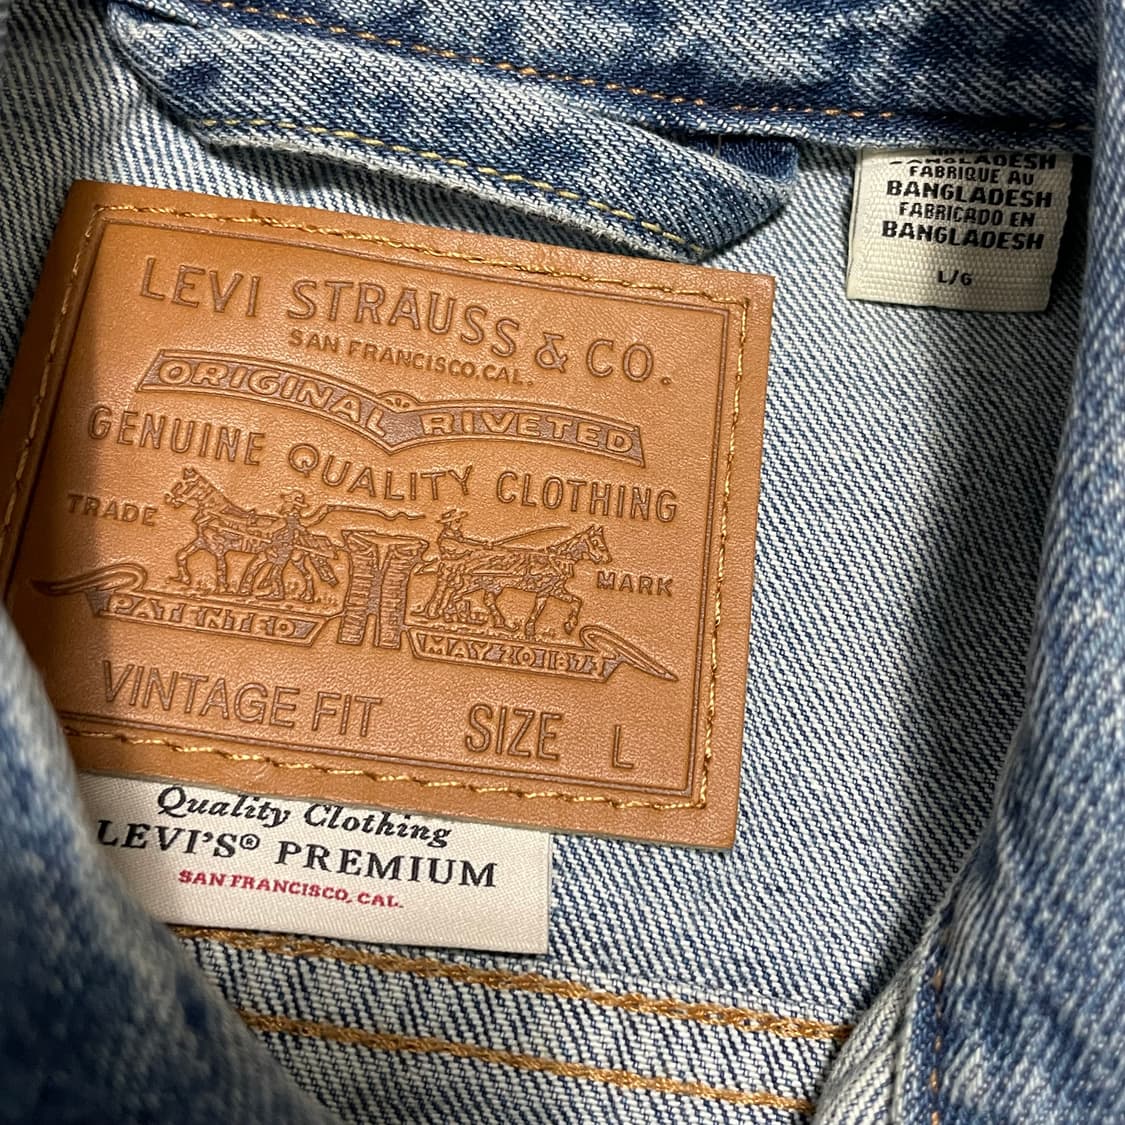 LEVI STRAUSS & CO.
SAN FRANCISCO, CAL.
ORIGINAL RIVETED
GENUINE QUALITY CLOTHING
TRADE MARK
PATENTED MAY 20 1873
VINTAGE FIT SIZE L
Quality Clothing
LEVI'S® PREMIUM
SAN FRANCISCO, CAL.
FABRIQUE AU
BANGLADESH
FABRICADO EN
BANGLADESH
L/G